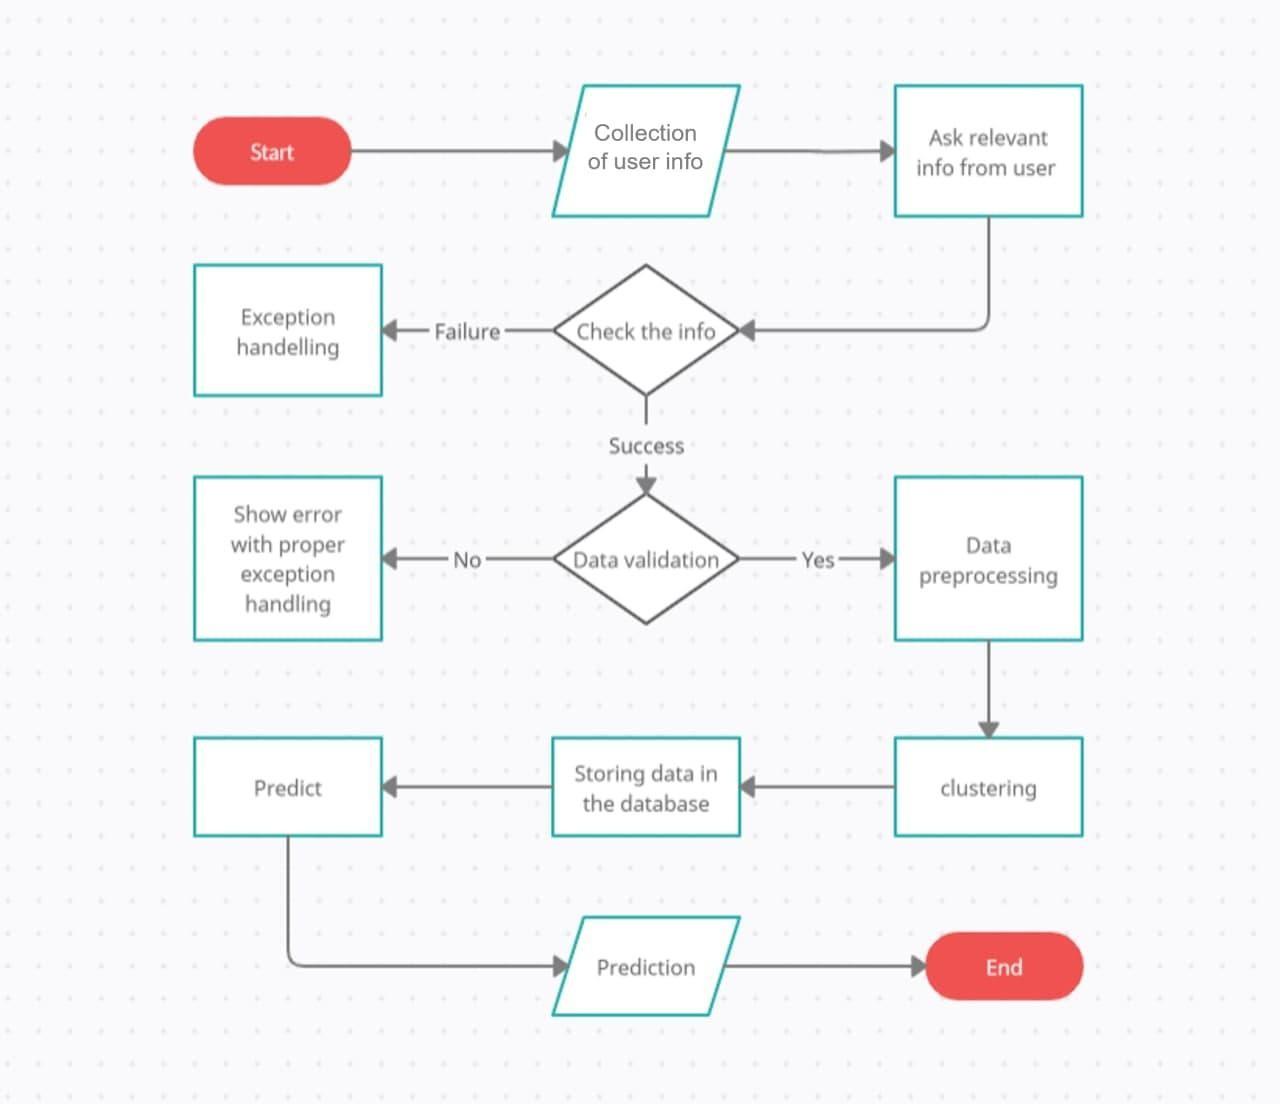 Start
Collection
of user info
Ask relevant
info from user
Exception
handelling
Failure
Check the info
Success
Show error
with proper
exception
handling
No
Data validation
Yes
Data
preprocessing
Predict
Storing data in
the database
clustering
Prediction
End